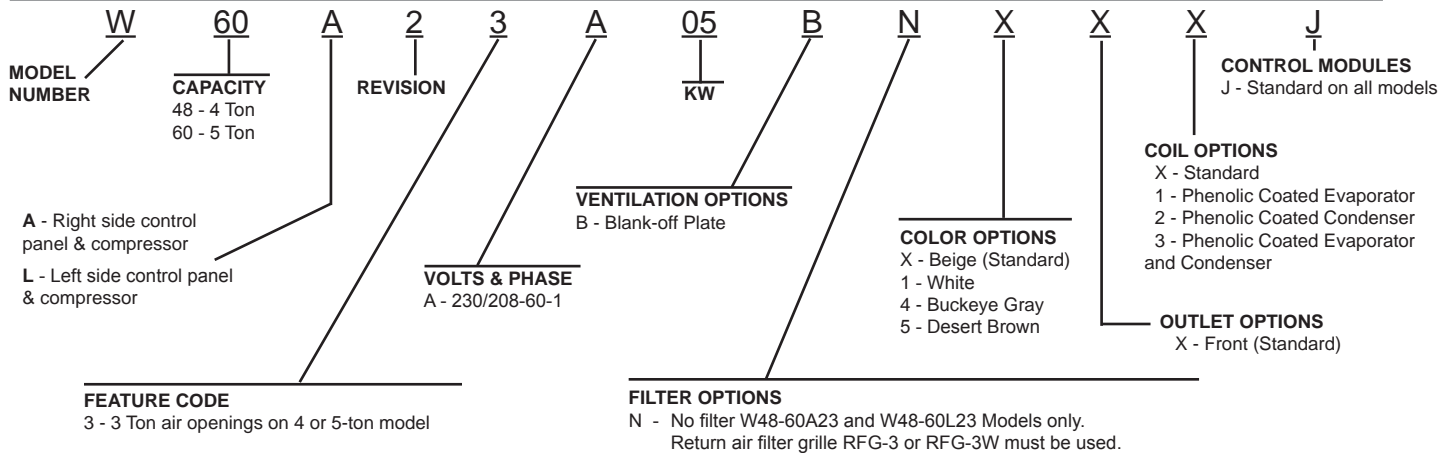 W 60 A 2 3 A 05 B N X X X J
MODEL
NUMBER
CAPACITY
48 - 4 Ton
60 - 5 Ton
REVISION
KW
CONTROL MODULES
J - Standard on all models
A - Right side control
panel & compressor
L - Left side control panel
& compressor
VOLTS & PHASE
A - 230/208-60-1
VENTILATION OPTIONS
B - Blank-off Plate
COLOR OPTIONS
X - Beige (Standard)
1 - White
4 - Buckeye Gray
5 - Desert Brown
COIL OPTIONS
X - Standard
1 - Phenolic Coated Evaporator
2 - Phenolic Coated Condenser
3 - Phenolic Coated Evaporator
and Condenser
OUTLET OPTIONS
X - Front (Standard)
FEATURE CODE
3 - 3 Ton air openings on 4 or 5-ton model
FILTER OPTIONS
N - No filter W48-60A23 and W48-60L23 Models only.
Return air filter grille RFG-3 or RFG-3W must be used.